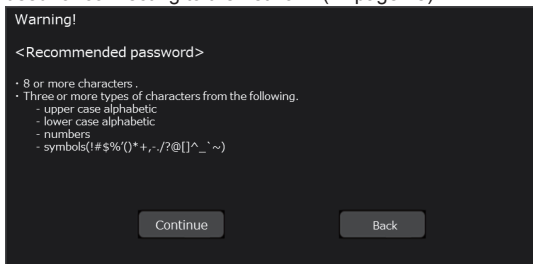 Warning!
<Recommended password>
・8 or more characters .
・Three or more types of characters from the following.
- upper case alphabetic
- lower case alphabetic
- numbers
- symbols(!#$%'()*+,-./?@[]^_`~)
Continue
Back